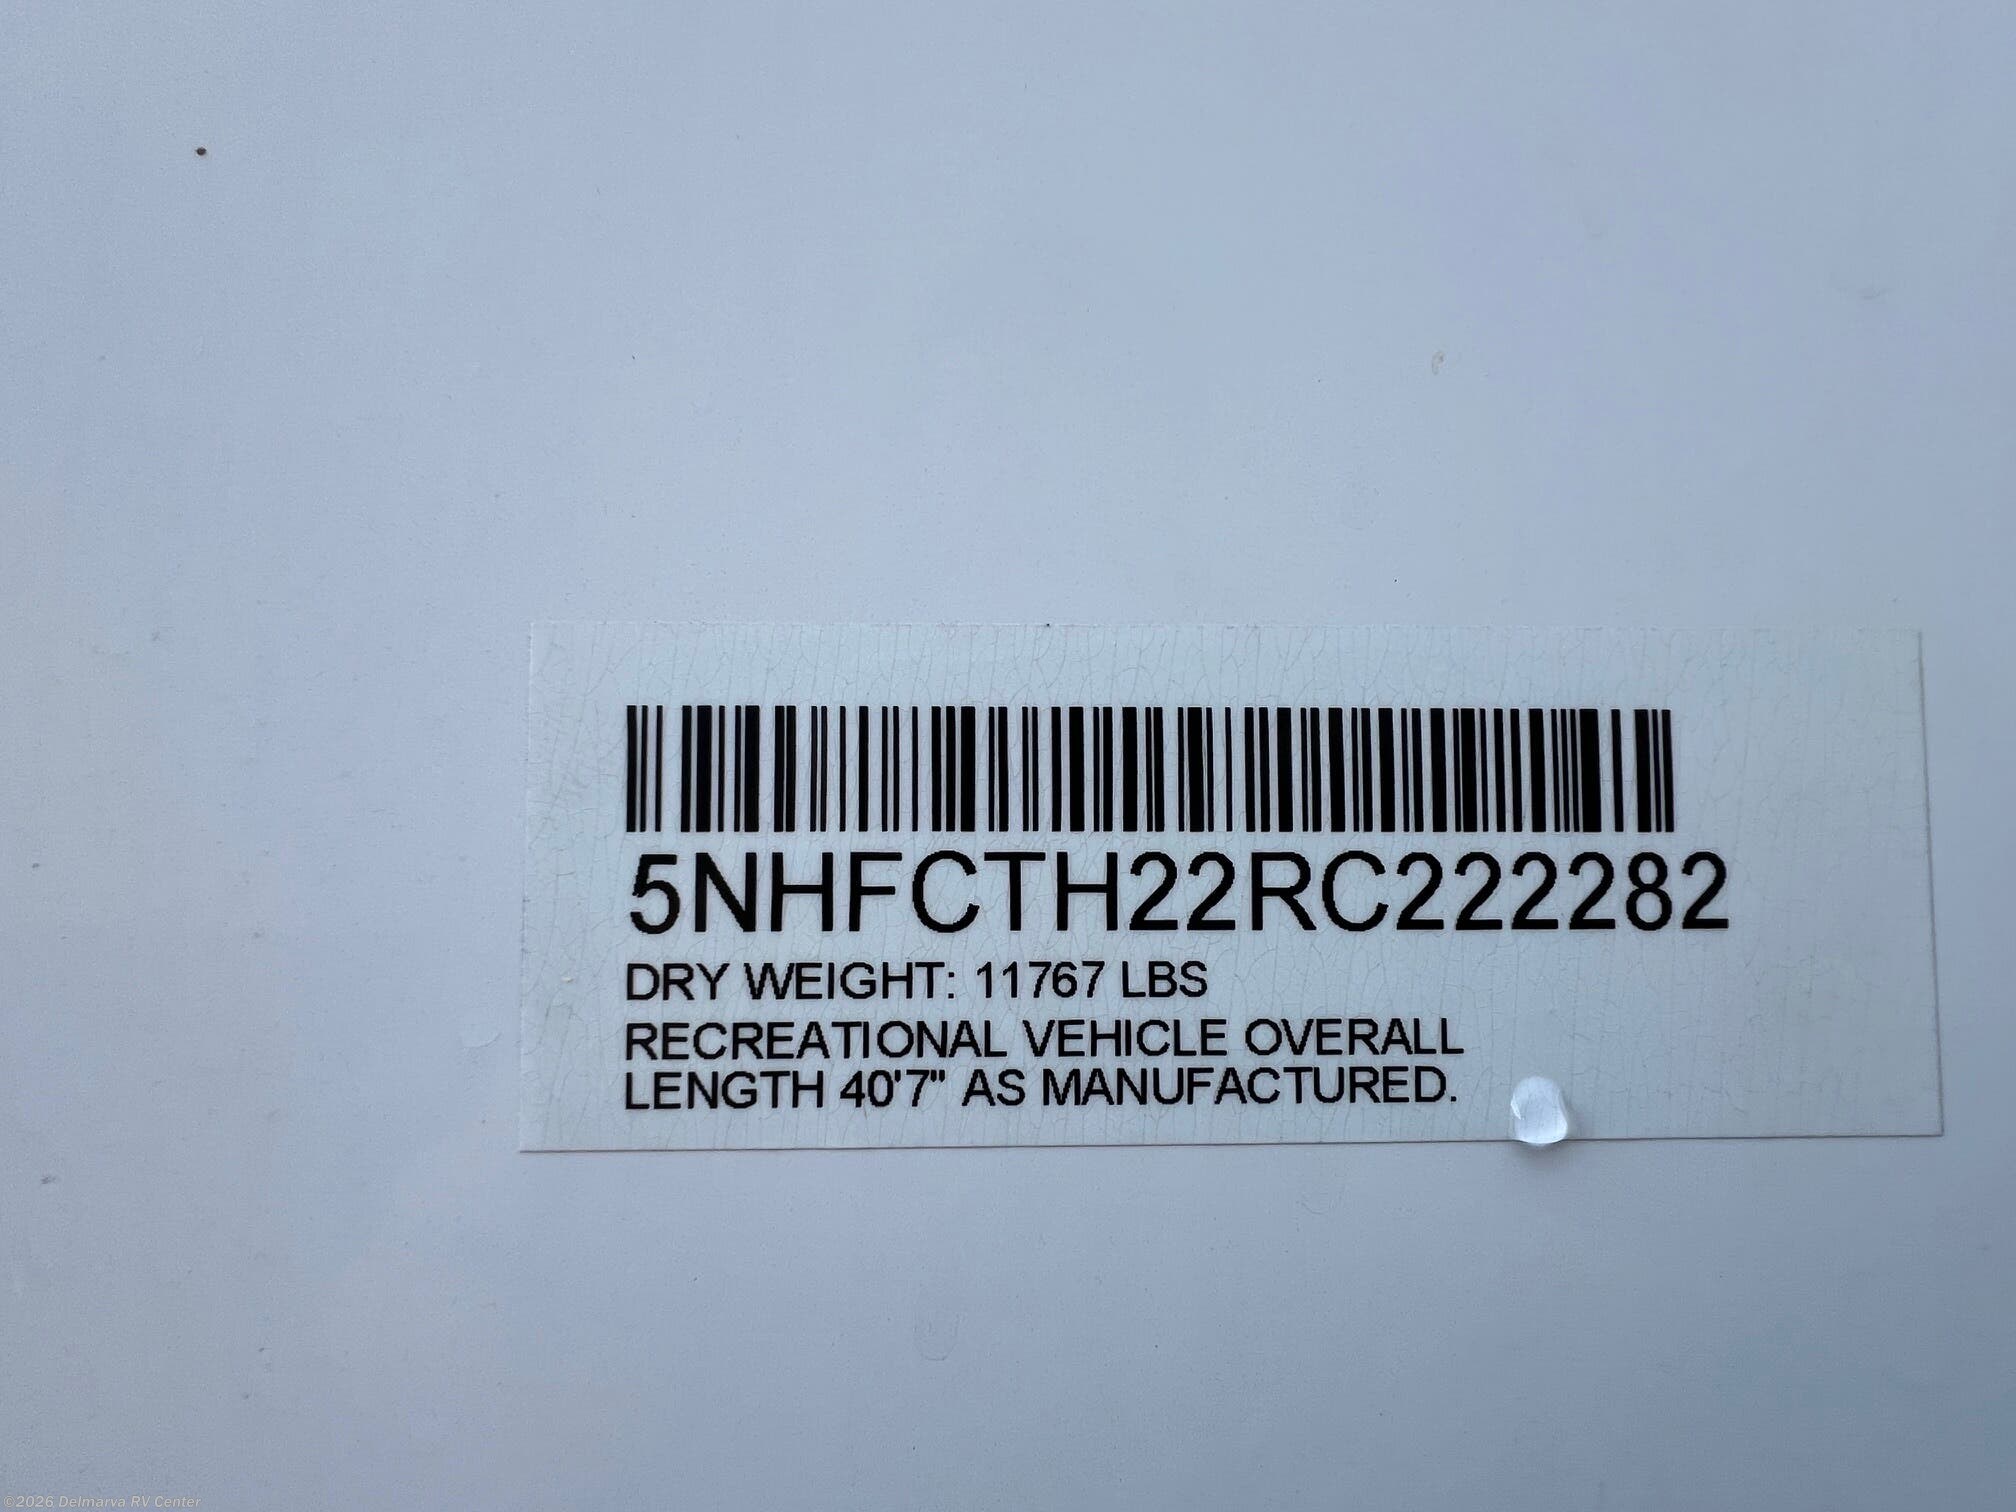 5NHFCTH22RC222282
DRY WEIGHT: 11767 LBS
RECREATIONAL VEHICLE OVERALL
LENGTH 40'7" AS MANUFACTURED.
©2026 Delmarva RV Center